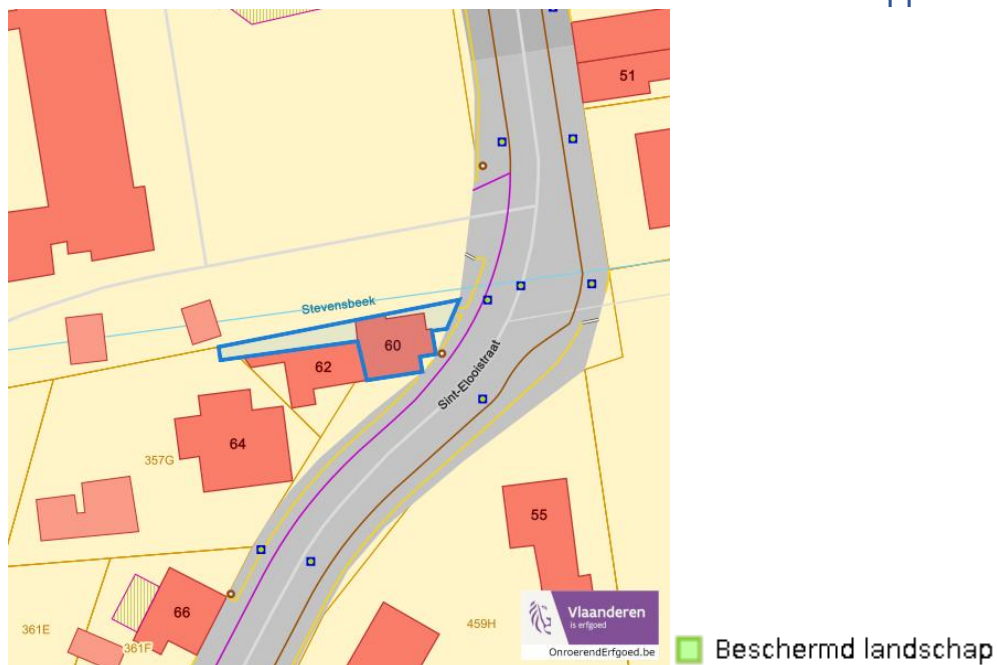 51
Stevensbeek
60
62
Sint-Elooistraat
64
357G
55
66
361E
361F
459H
Vlaanderen
is erfgoed
OnroerendErfgoed.be
Beschermd landschap